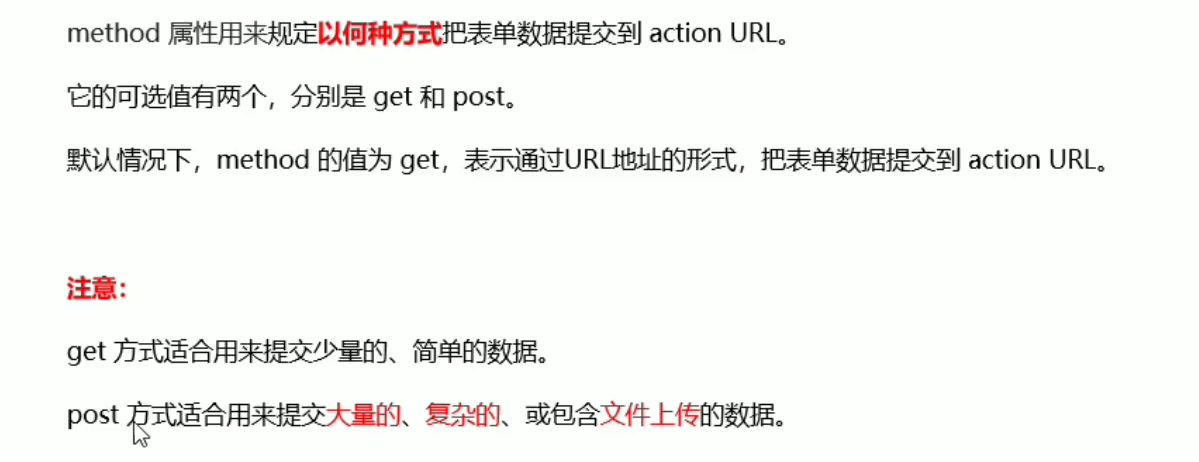 method 属性用来规定以何种方式把表单数据提交到 action URL。
它的可选值有两个，分别是 get 和 post。
默认情况下，method 的值为 get，表示通过URL地址的形式，把表单数据提交到 action URL。
注意：
get 方式适合用来提交少量的、简单的数据。
post 方式适合用来提交大量的、复杂的、或包含文件上传的数据。